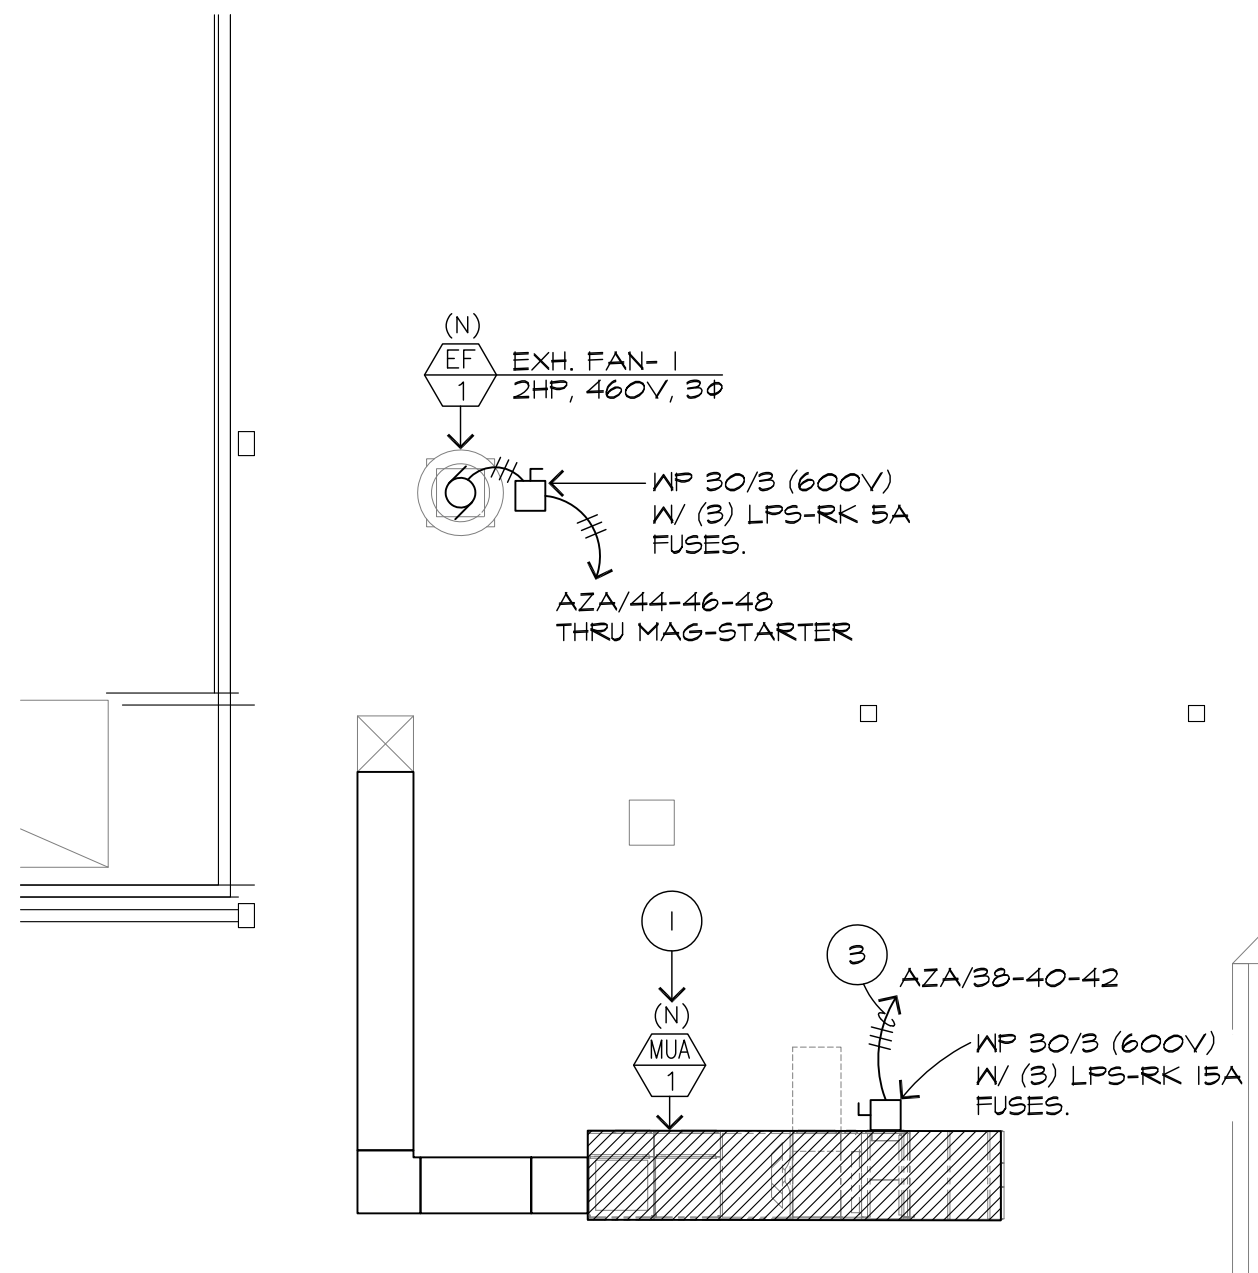 (N)
EF
1
EXH. FAN- 1
2HP, 460V, 3Φ
WP 30/3 (600V)
W/ (3) LPS-RK 5A
FUSES.
AZA/44-46-48
THRU MAG-STARTER
1
3
AZA/38-40-42
(N)
MUA
1
WP 30/3 (600V)
W/ (3) LPS-RK 15A
FUSES.